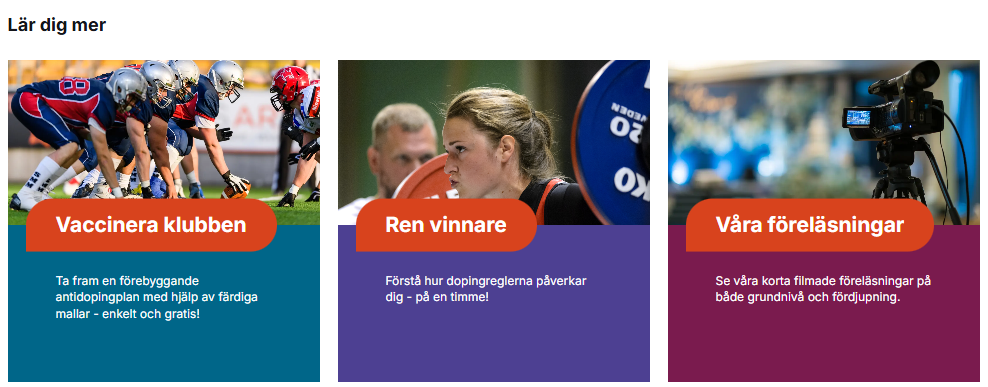 Lär dig mer
Vaccinera klubben
Ta fram en förebyggande
antidopingplan med hjälp av färdiga
mallar - enkelt och gratis!
Ren vinnare
Förstå hur dopingreglerna påverkar
dig - på en timme!
Våra föreläsningar
Se våra korta filmade föreläsningar på
både grundnivå och fördjupning.